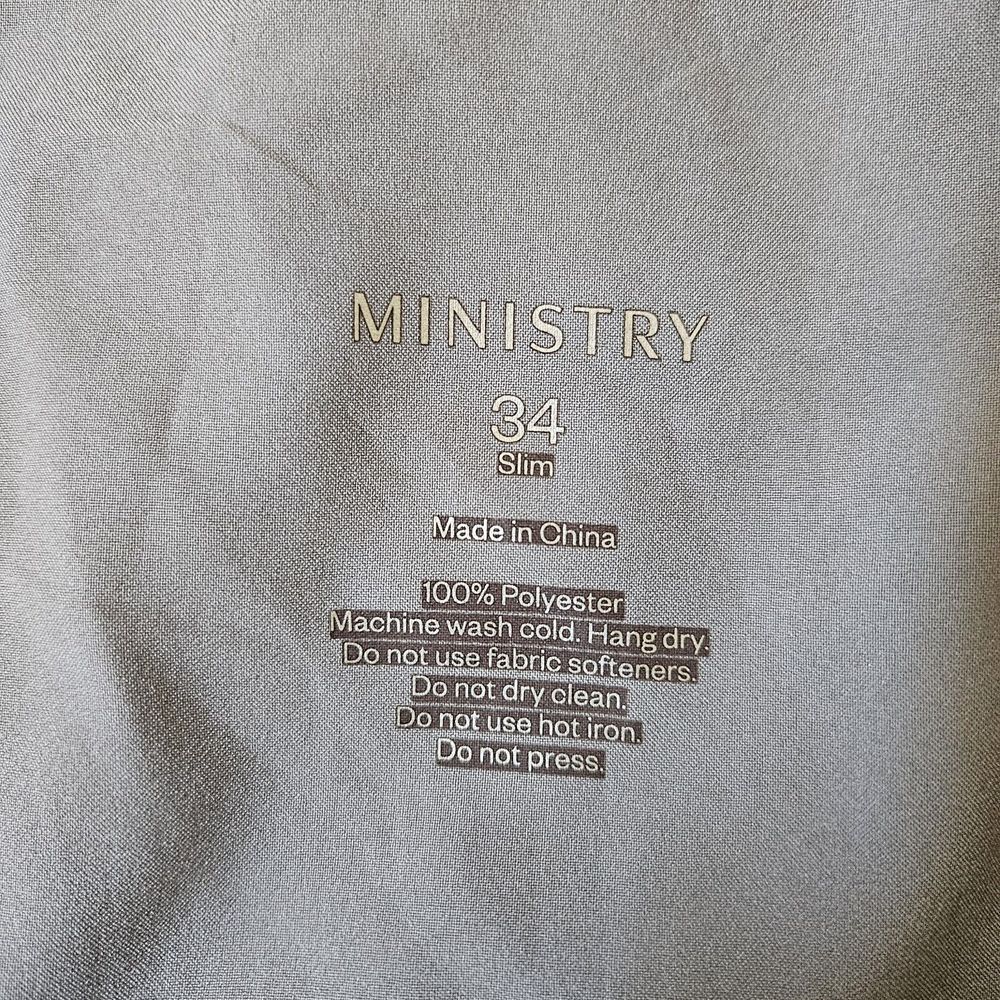 MINISTRY
34
Slim
Made in China
100% Polyester
Machine wash cold. Hang dry.
Do not use fabric softeners.
Do not dry clean.
Do not use hot iron.
Do not press.